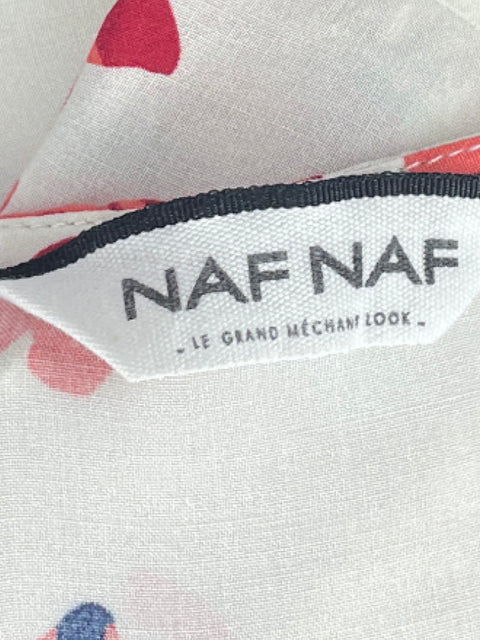 NAF NAF
- LE GRAND MÉCHANT LOOK -